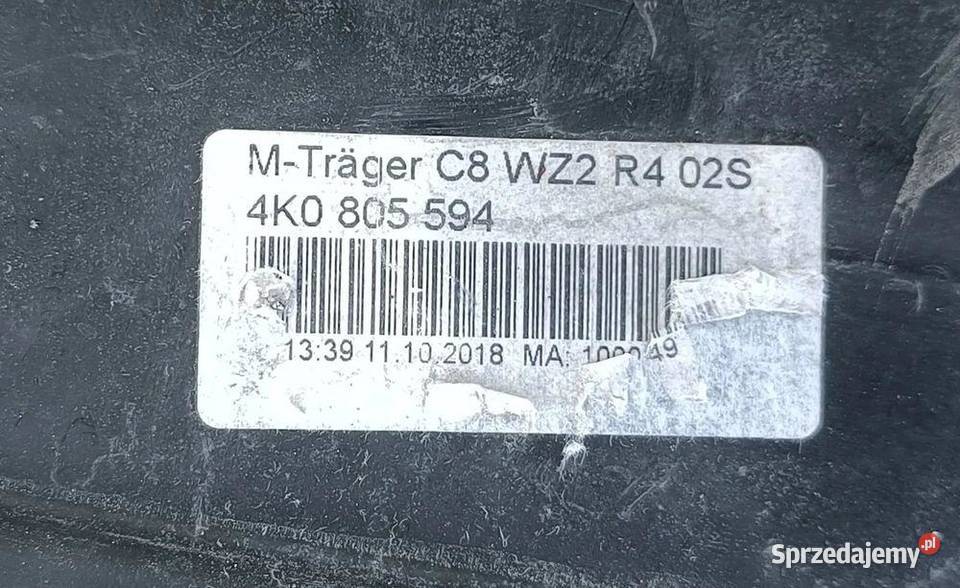 M-Träger C8 WZ2 R4 02S
4K0 805 594
13:39 11.10.2018 MA:
Sprzedajemy.pl